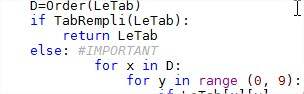 D=Order(LeTab)
if TabRempli(LeTab):
return LeTab
else: #IMPORTANT
for x in D:
for y in range (0, 9):